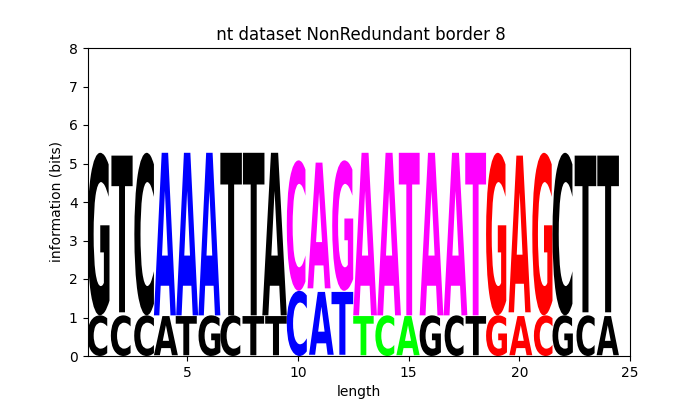 nt dataset NonRedundant border 8
8
7
6
5
4
3
2
1
0
information (bits)
GTCAAATTACAGAATAATGAGCTT
CCCATGCTTCATTCAGCTGACGCA
5 10 15 20 25
length